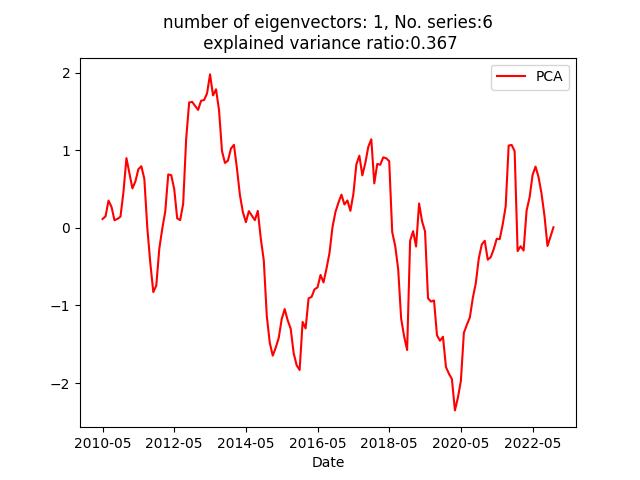 number of eigenvectors: 1, No. series:6
explained variance ratio:0.367
PCA
2
1
0
−1
−2
2010-05 2012-05 2014-05 2016-05 2018-05 2020-05 2022-05
Date